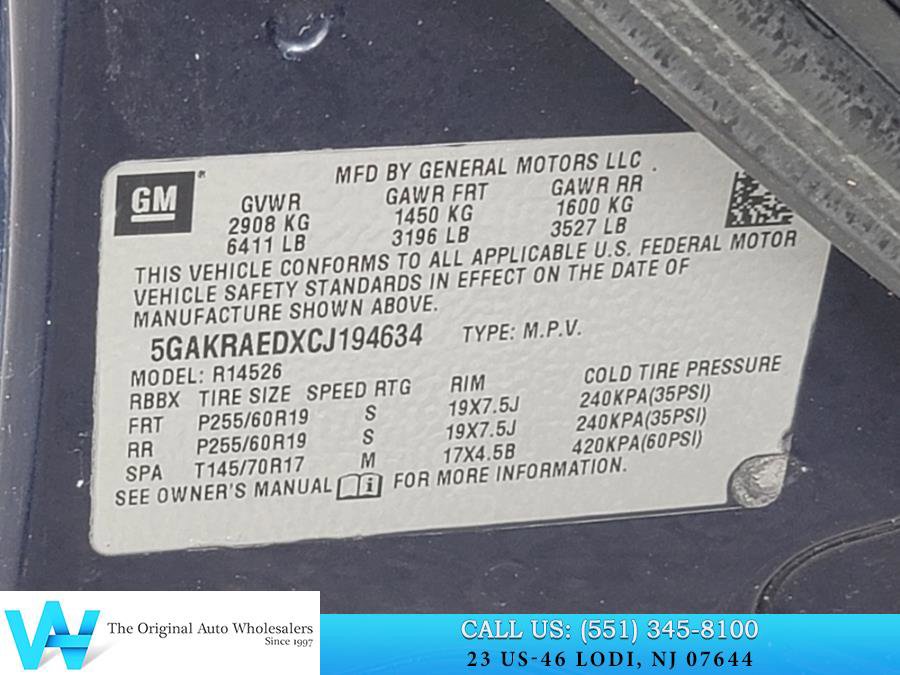 GM
MFD BY GENERAL MOTORS LLC .
GVWR GAWR FRT GAWR RR
2908 KG 1450 KG 1600 KG
6411 LB 3196 LB 3527 LB
THIS VEHICLE CONFORMS TO ALL APPLICABLE U.S. FEDERAL MOTOR
VEHICLE SAFETY STANDARDS IN EFFECT ON THE DATE OF
MANUFACTURE SHOWN ABOVE.
5GAKRAEDXCJ194634 TYPE: M.P.V.
MODEL: R14526
RBBX TIRE SIZE SPEED RTG RIM COLD TIRE PRESSURE
FRT P255/60R19 S 19X7.5J 240KPA(35PSI)
RR P255/60R19 S 19X7.5J 240KPA(35PSI)
SPA T145/70R17 M 17X4.5B 420KPA(60PSI)
SEE OWNER'S MANUAL FOR MORE INFORMATION.
The Original Auto Wholesalers
Since 1997
CALL US: (551) 345-8100
23 US-46 LODI, NJ 07644